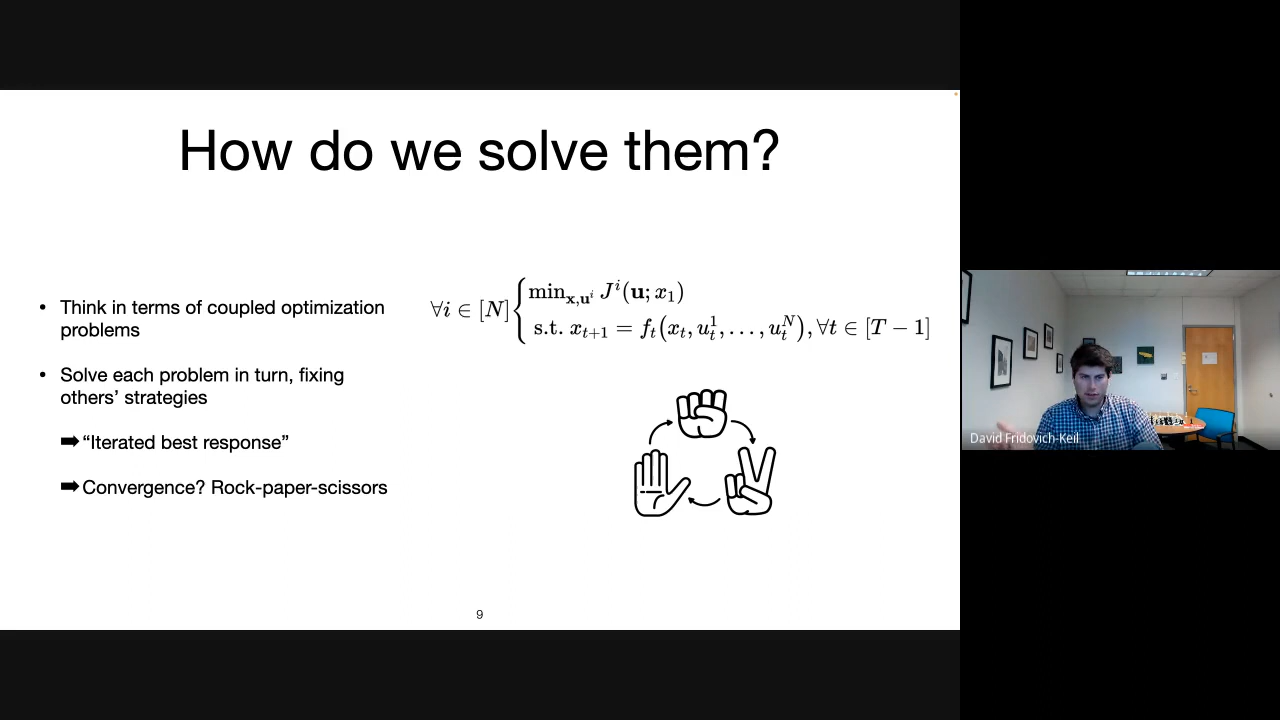 How do we solve them?
• Think in terms of coupled optimization
problems
• Solve each problem in turn, fixing
others’ strategies
➡“Iterated best response”
➡Convergence? Rock-paper-scissors
∀i ∈ [N] { min_{𝐱,𝐮^i} J^i(𝐮; x_1)
s.t. x_{t+1} = f_t(x_t, u_t^1, . . . , u_t^N), ∀t ∈ [T − 1]
9
David Fridovich-Keil